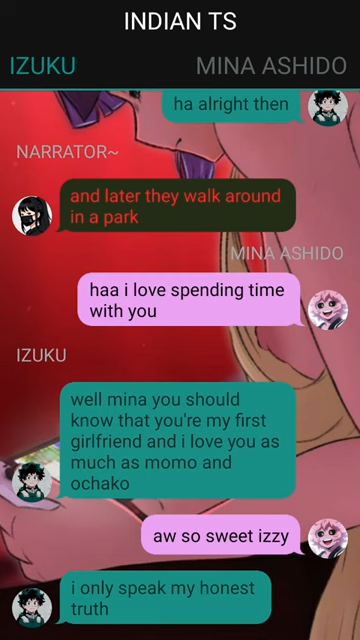 INDIAN TS
IZUKU
MINA ASHIDO
ha alright then
NARRATOR~
and later they walk around
in a park
MINA ASHIDO
haa i love spending time
with you
IZUKU
well mina you should
know that you're my first
girlfriend and i love you as
much as momo and
ochako
aw so sweet izzy
i only speak my honest
truth